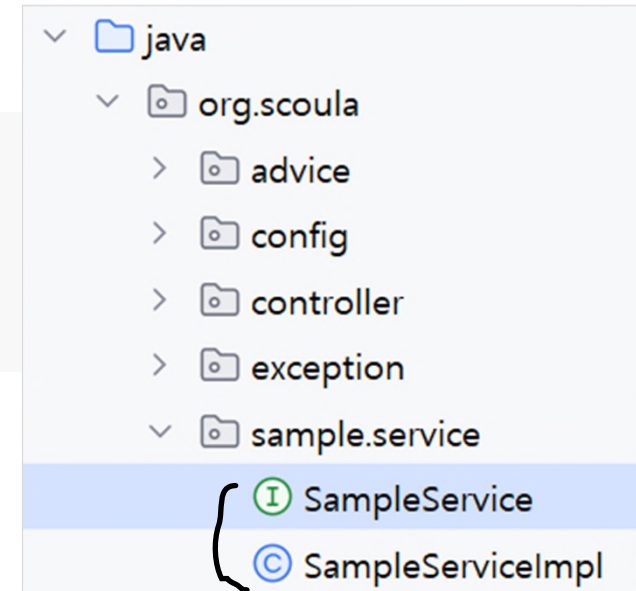 java
org.scoula
advice
config
controller
exception
sample.service
I SampleService
C SampleServiceImpl